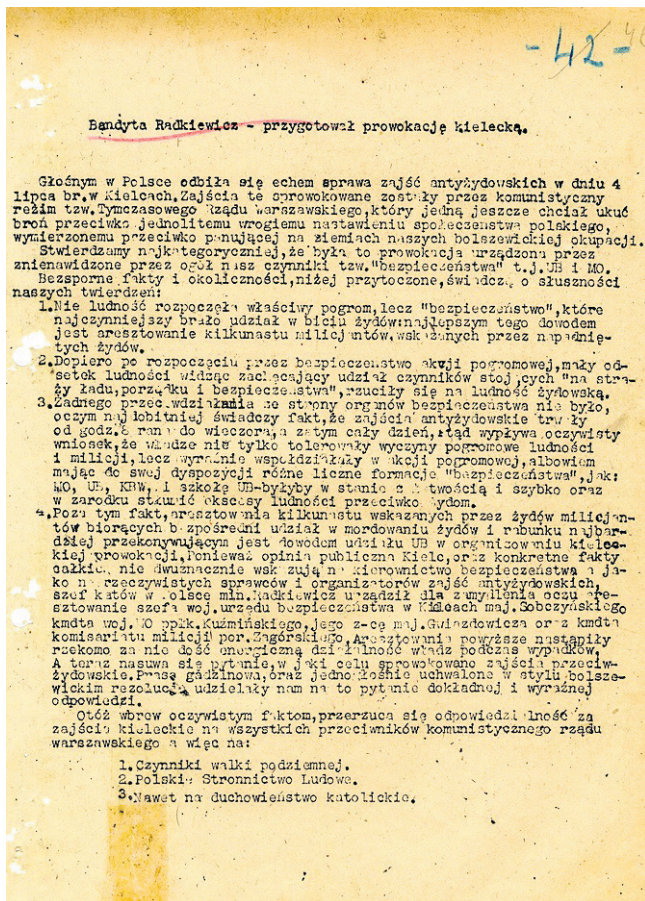 - 42 -
Bandyta Radkiewicz - przygotował prowokację kielecką.
Głośnym w Polsce odbiła się echem sprawa zajść antyżydowskich w dniu 4
lipca br.w Kielcach.Zajścia te sprowokowane zostały przez komunistyczny
reżim tzw.Tymczasowego Rządu warszawskiego,który jedną jeszcze chciał ukuć
broń przeciwko jednolitemu wrogiemu nastawieniu społeczeństwa polskiego,
wymierzonemu przeciwko panującej na ziemiach naszych bolszewickiej okupacji.
Stwierdzamy najkategoryczniej,że była to prowokacja urządzona przez
znienawidzone przez ogół nasz czynniki tzw."bezpieczeństwa" t.j.UB i MO.
Bezsporne fakty i okoliczności,niżej przytoczone,świadczą o słuszności
naszych twierdzeń:
1.Nie ludność rozpoczęła właściwy pogrom,lecz "bezpieczeństwo",które
najczynniejszy brało udział w biciu żydów:najlepszym tego dowodem
jest aresztowanie kilkunastu milicjantów,wskazanych przez napadnię-
tych żydów.
2.Dopiero po rozpoczęciu przez bezpieczeństwo akcji pogromowej,mały od-
setek ludności widząc zachęcający udział czynników stojących "na stra-
ży ładu,porządku i bezpieczeństwa",rzuciły się na ludność żydowską.
3.Żadnego przeciwdziałania ze strony organów bezpieczeństwa nie było,
oczym najdobitniej świadczy fakt,że zajścia antyżydowskie trwały
od godz.8 rano do wieczora,a zatym cały dzień,stąd wypływa oczywisty
wniosek,że władze nie tylko tolerowały wyczyny pogromowe ludności
i milicji,lecz wyraźnie współdziałały w akcji pogromowej,albowiem
mając do swej dyspozycji różne liczne formacje "bezpieczeństwa",jak:
MO, UB, KBW, i szkołę UB-byłyby w stanie z łatwością i szybko oraz
w zarodku stłumić ekscesy ludności przeciwko żydom.
4.Poza tym fakt,aresztowania kilkunastu wskazanych przez żydów milicjan-
tów biorących bezpośredni udział w mordowaniu żydów i rabunku najbar-
dziej przekonywującym jest dowodem udziału UB w organizowaniu kielec-
kiej prowokacji.Ponieważ opinia publiczna Kielc,oraz konkretne fakty
całkiem nie dwuznacznie wskazują na kierownictwo bezpieczeństwa ja-
ko na rzeczywistych sprawców i organizatorów zajść antyżydowskich,
szef katów w Polsce min.Radkiewicz urządził dla zamydlenia oczu are-
sztowanie szefa woj.urzędu bezpieczeństwa w Kielcach maj.Sobczyńskiego
kmdta woj.MO ppłk.Kuźmińskiego,jego z-cę maj.Gwiazdowicza oraz kmdta
komisariatu milicji por.Zagórskiego.Aresztowania powyższe nastąpiły
rzekomo za nie dość energiczną działalność władz podczas wypadków.
A teraz nasuwa się pytanie,w jaki celu sprowokowane zajścia przeciw-
żydowskie.Prasa gadzinowa,oraz jednogłośnie uchwalone w stylu bolsze-
wickim rezolucje udzielały nam na to pytanie dokładnej i wyraźnej
odpowiedzi.
Otóż wbrew oczywistym faktom,przerzuca się odpowiedzialność za
zajścia kieleckie na wszystkich przeciwników komunistycznego rządu
warszawskiego a więc na:
1.Czynniki walki podziemnej.
2.Polskie Stronnictwo Ludowe.
3.Nawet na duchowieństwo katolickie.